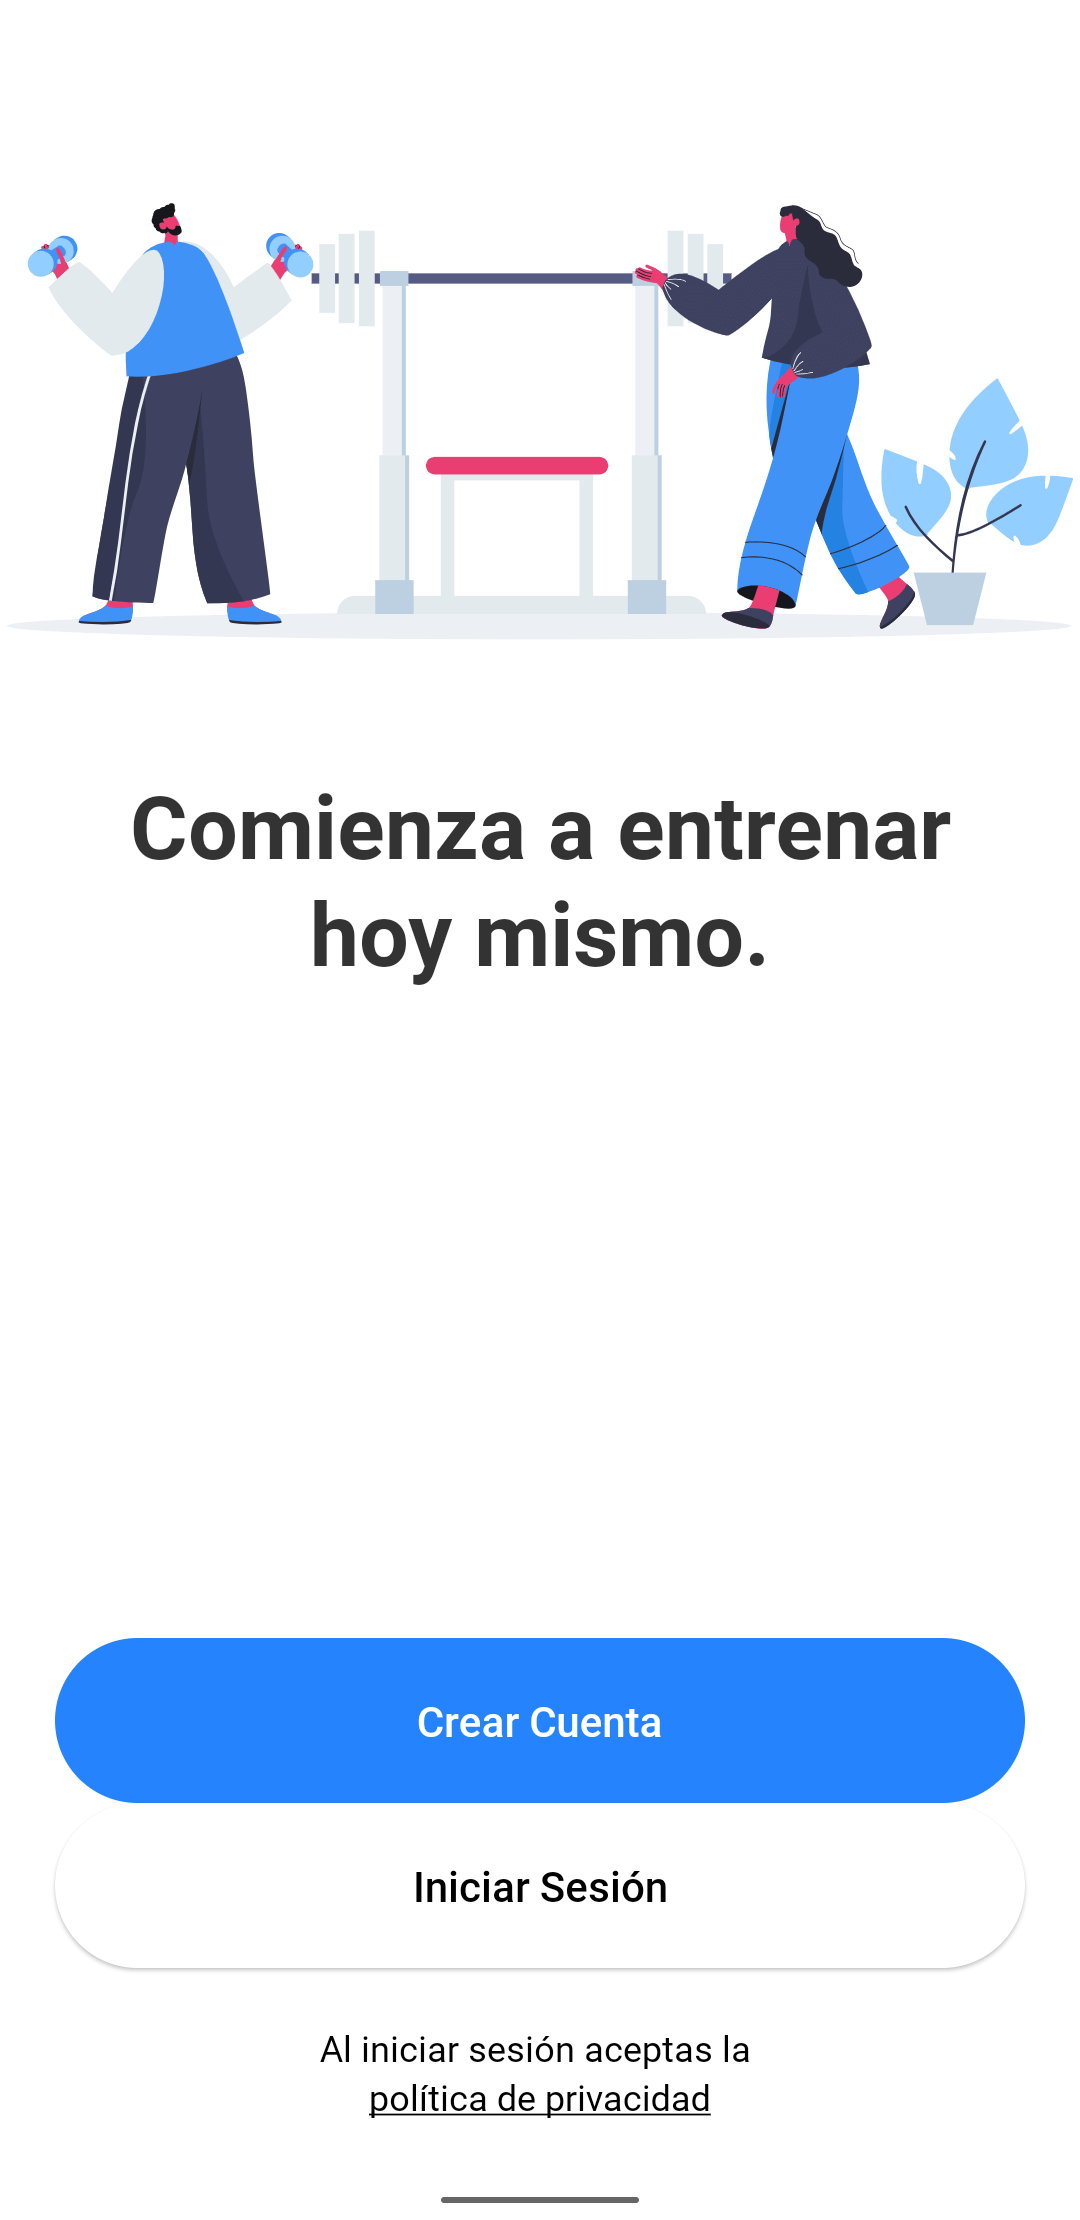 Comienza a entrenar
hoy mismo.
Crear Cuenta
Iniciar Sesión
Al iniciar sesión aceptas la
política de privacidad